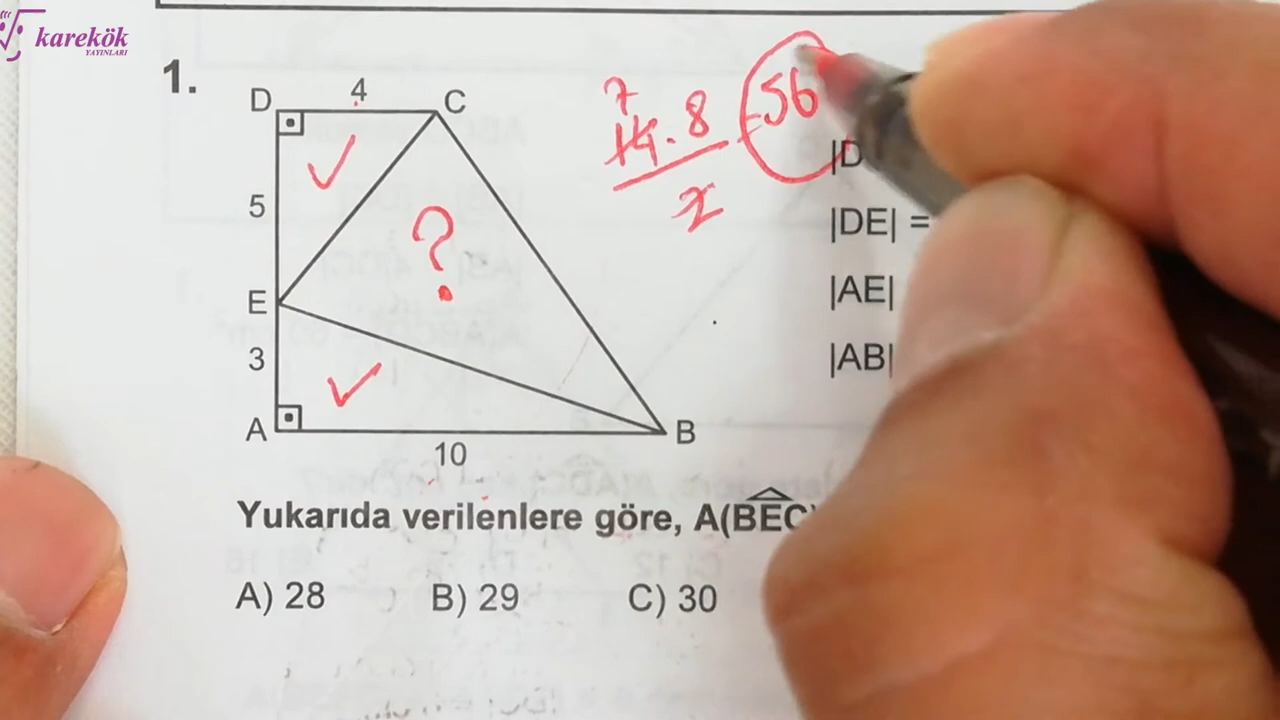 karekök
YAYINLARI
1.
D 4 C
5
E
3
A 10 B
?
7
14 . 8
2
= 56
|D
|DE| =
|AE|
|AB|
Yukarıda verilenlere göre, A(BEC
A) 28 B) 29 C) 30